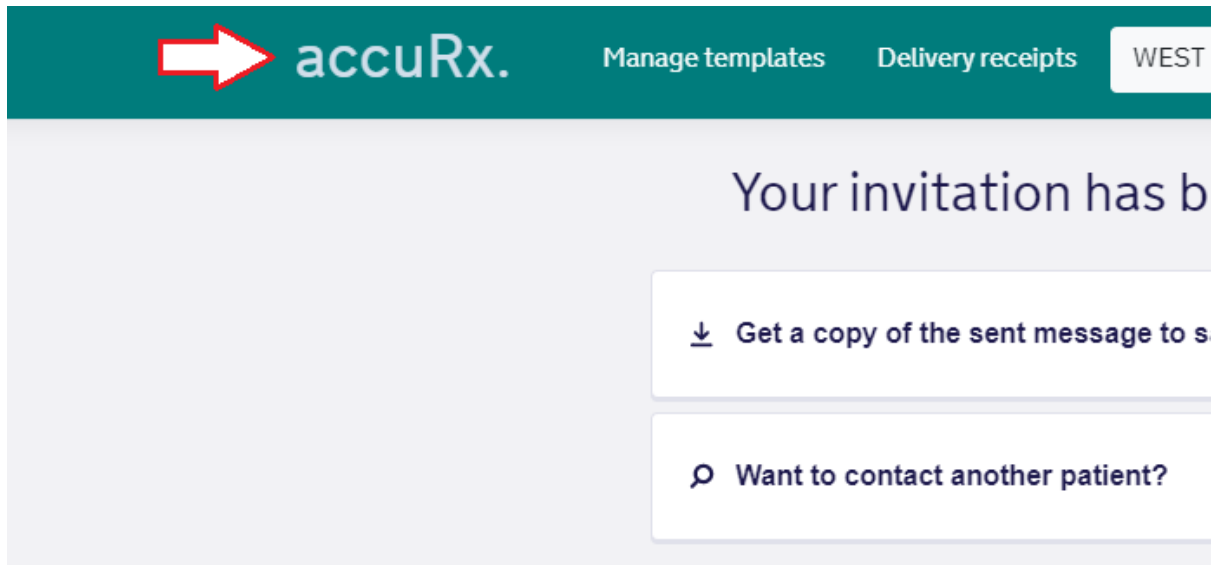 accuRx. Manage templates Delivery receipts WEST
Your invitation has b
Get a copy of the sent message to s
Want to contact another patient?